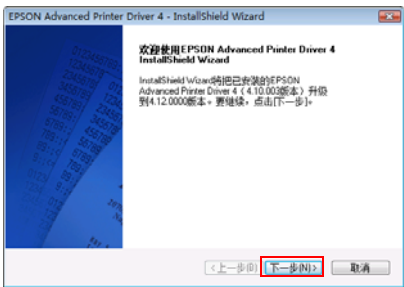 EPSON Advanced Printer Driver 4 - InstallShield Wizard
欢迎使用EPSON Advanced Printer Driver 4
InstallShield Wizard
InstallShield Wizard将把已安装的EPSON
Advanced Printer Driver 4（4.10.003版本）升级
到4.12.0000版本。要继续，点击[下一步]。
<上一步(B)
下一步(N)>
取消